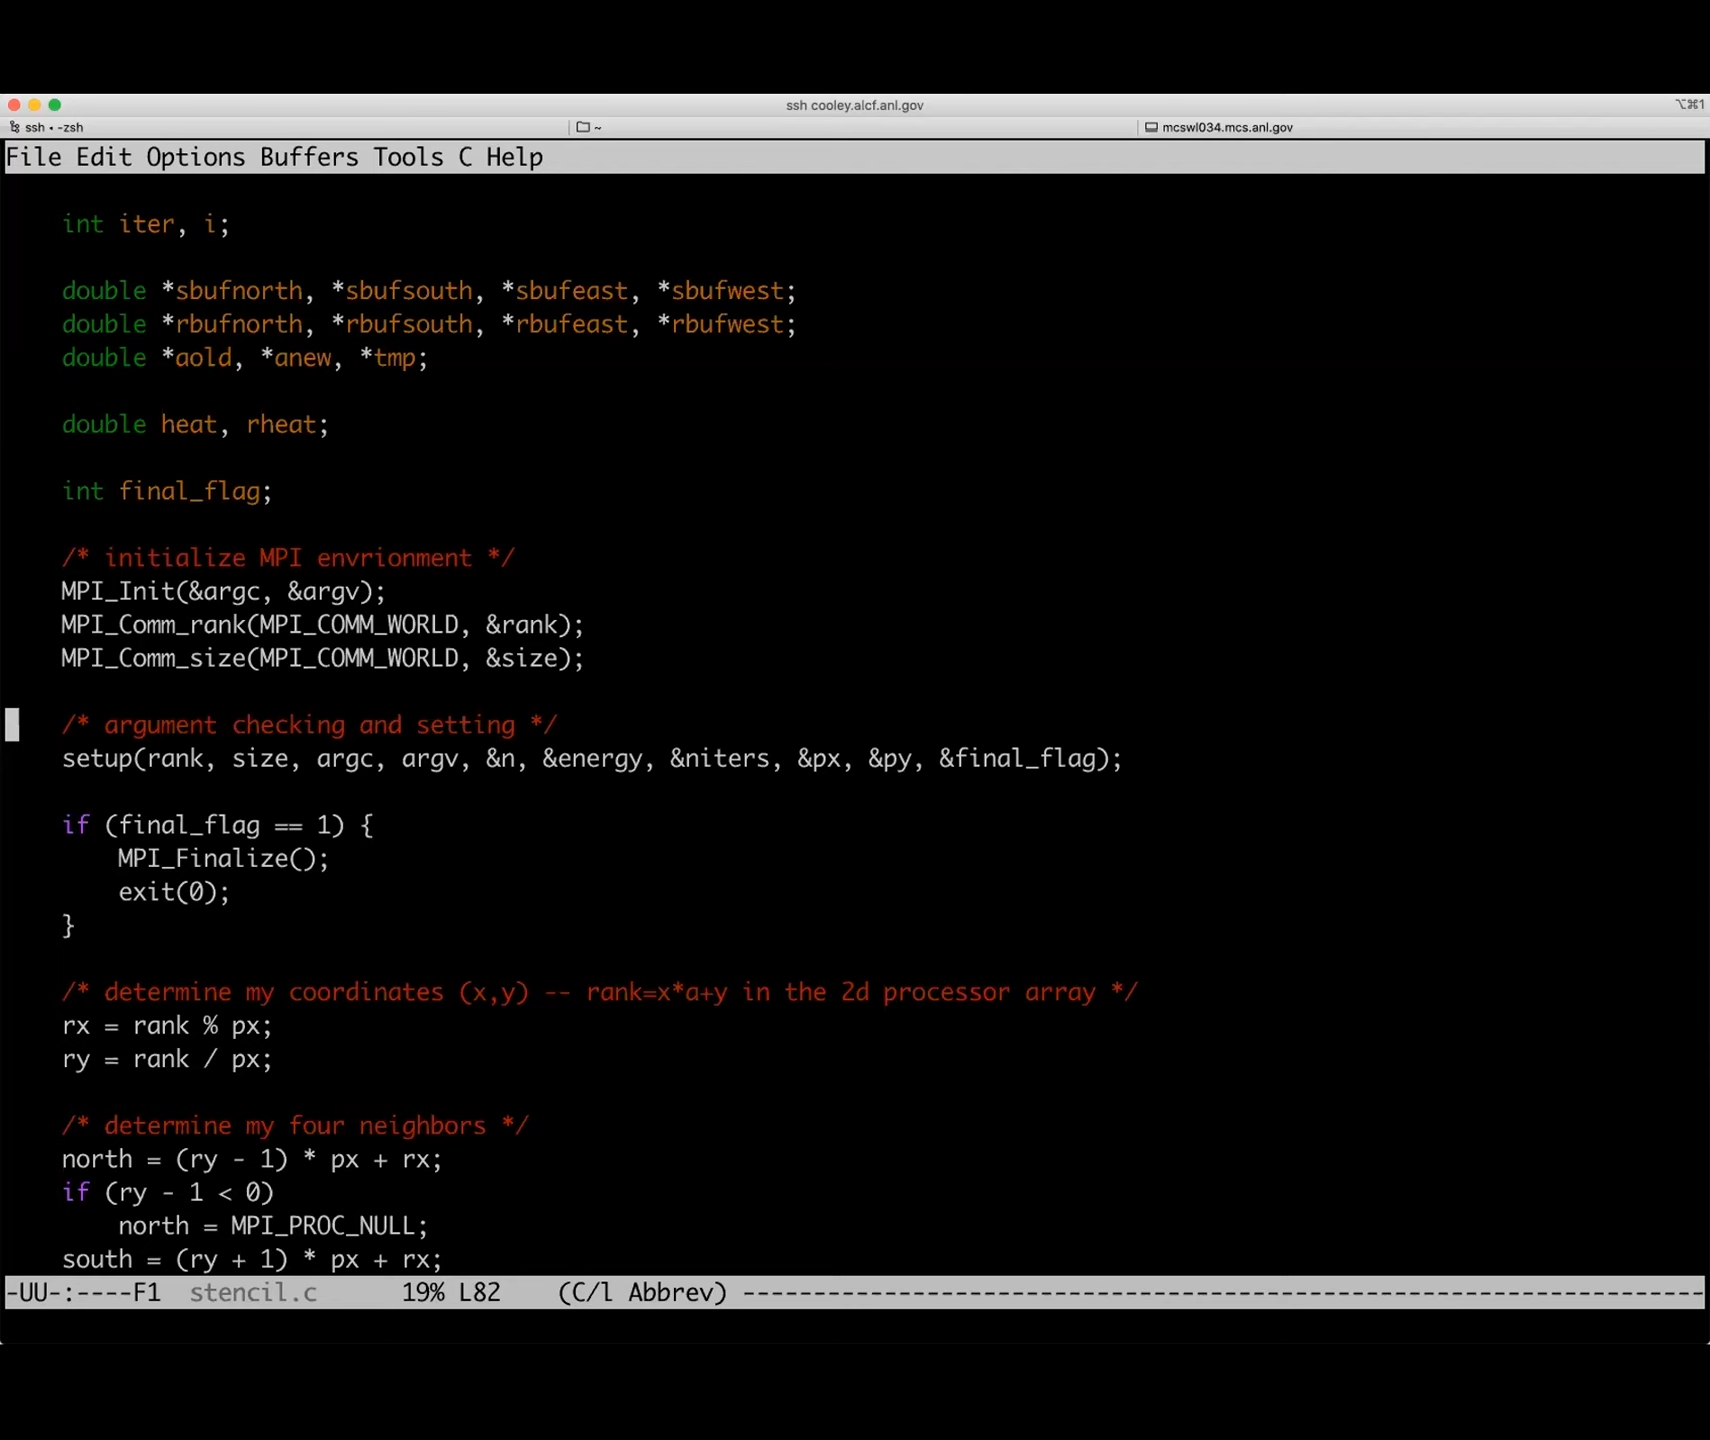 ssh cooley.alcf.anl.gov
⌥⌘1
ssh • -zsh
~
mcswl034.mcs.anl.gov
File Edit Options Buffers Tools C Help
int iter, i;
double *sbufnorth, *sbufsouth, *sbufeast, *sbufwest;
double *rbufnorth, *rbufsouth, *rbufeast, *rbufwest;
double *aold, *anew, *tmp;
double heat, rheat;
int final_flag;
/* initialize MPI envrionment */
MPI_Init(&argc, &argv);
MPI_Comm_rank(MPI_COMM_WORLD, &rank);
MPI_Comm_size(MPI_COMM_WORLD, &size);
/* argument checking and setting */
setup(rank, size, argc, argv, &n, &energy, &niters, &px, &py, &final_flag);
if (final_flag == 1) {
MPI_Finalize();
exit(0);
}
/* determine my coordinates (x,y) -- rank=x*a+y in the 2d processor array */
rx = rank % px;
ry = rank / px;
/* determine my four neighbors */
north = (ry - 1) * px + rx;
if (ry - 1 < 0)
north = MPI_PROC_NULL;
south = (ry + 1) * px + rx;
-UU-:----F1  stencil.c      19% L82    (C/l Abbrev) --------------------------------------------------------------------